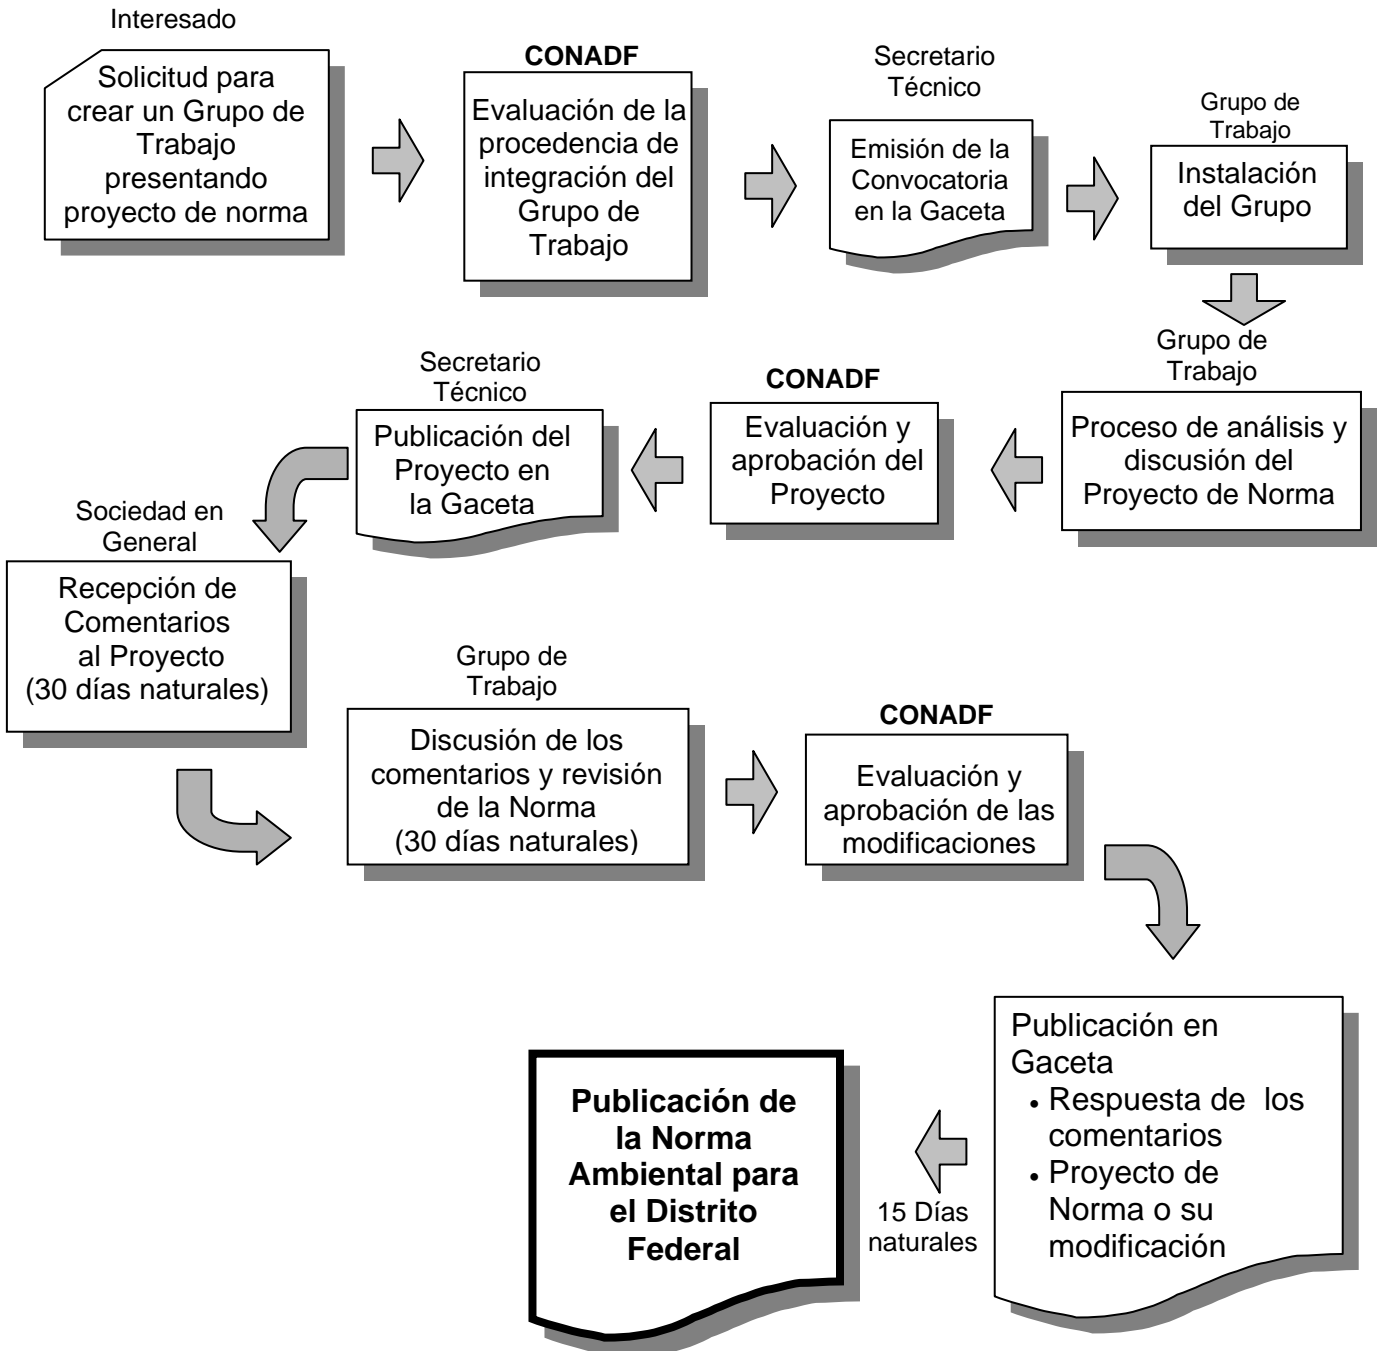 Interesado
Solicitud para
crear un Grupo de
Trabajo
presentando
proyecto de norma
CONADF
Evaluación de la
procedencia de
integración del
Grupo de
Trabajo
Secretario
Técnico
Emisión de la
Convocatoria
en la Gaceta
Grupo de
Trabajo
Instalación
del Grupo
Grupo de
Trabajo
Proceso de análisis y
discusión del
Proyecto de Norma
CONADF
Evaluación y
aprobación del
Proyecto
Secretario
Técnico
Publicación del
Proyecto en
la Gaceta
Sociedad en
General
Recepción de
Comentarios
al Proyecto
(30 días naturales)
Grupo de
Trabajo
Discusión de los
comentarios y revisión
de la Norma
(30 días naturales)
CONADF
Evaluación y
aprobación de las
modificaciones
Publicación en
Gaceta
• Respuesta de los
comentarios
• Proyecto de
Norma o su
modificación
15 Días
naturales
Publicación de
la Norma
Ambiental para
el Distrito
Federal